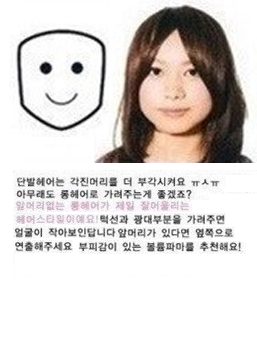 단발헤어는 각진머리를 더 부각시켜요 ㅠㅅㅠ
아무래도 롱헤어로 가려주는게 좋겠죠?
앞머리없는 롱헤어가 제일 잘어울리는
헤어스타일이에요! 턱선과 광대부분을 가려주면
얼굴이 작아보인답니다 앞머리가 있다면 옆쪽으로
연출해주세요 부피감이 있는 볼륨파마를 추천해요!